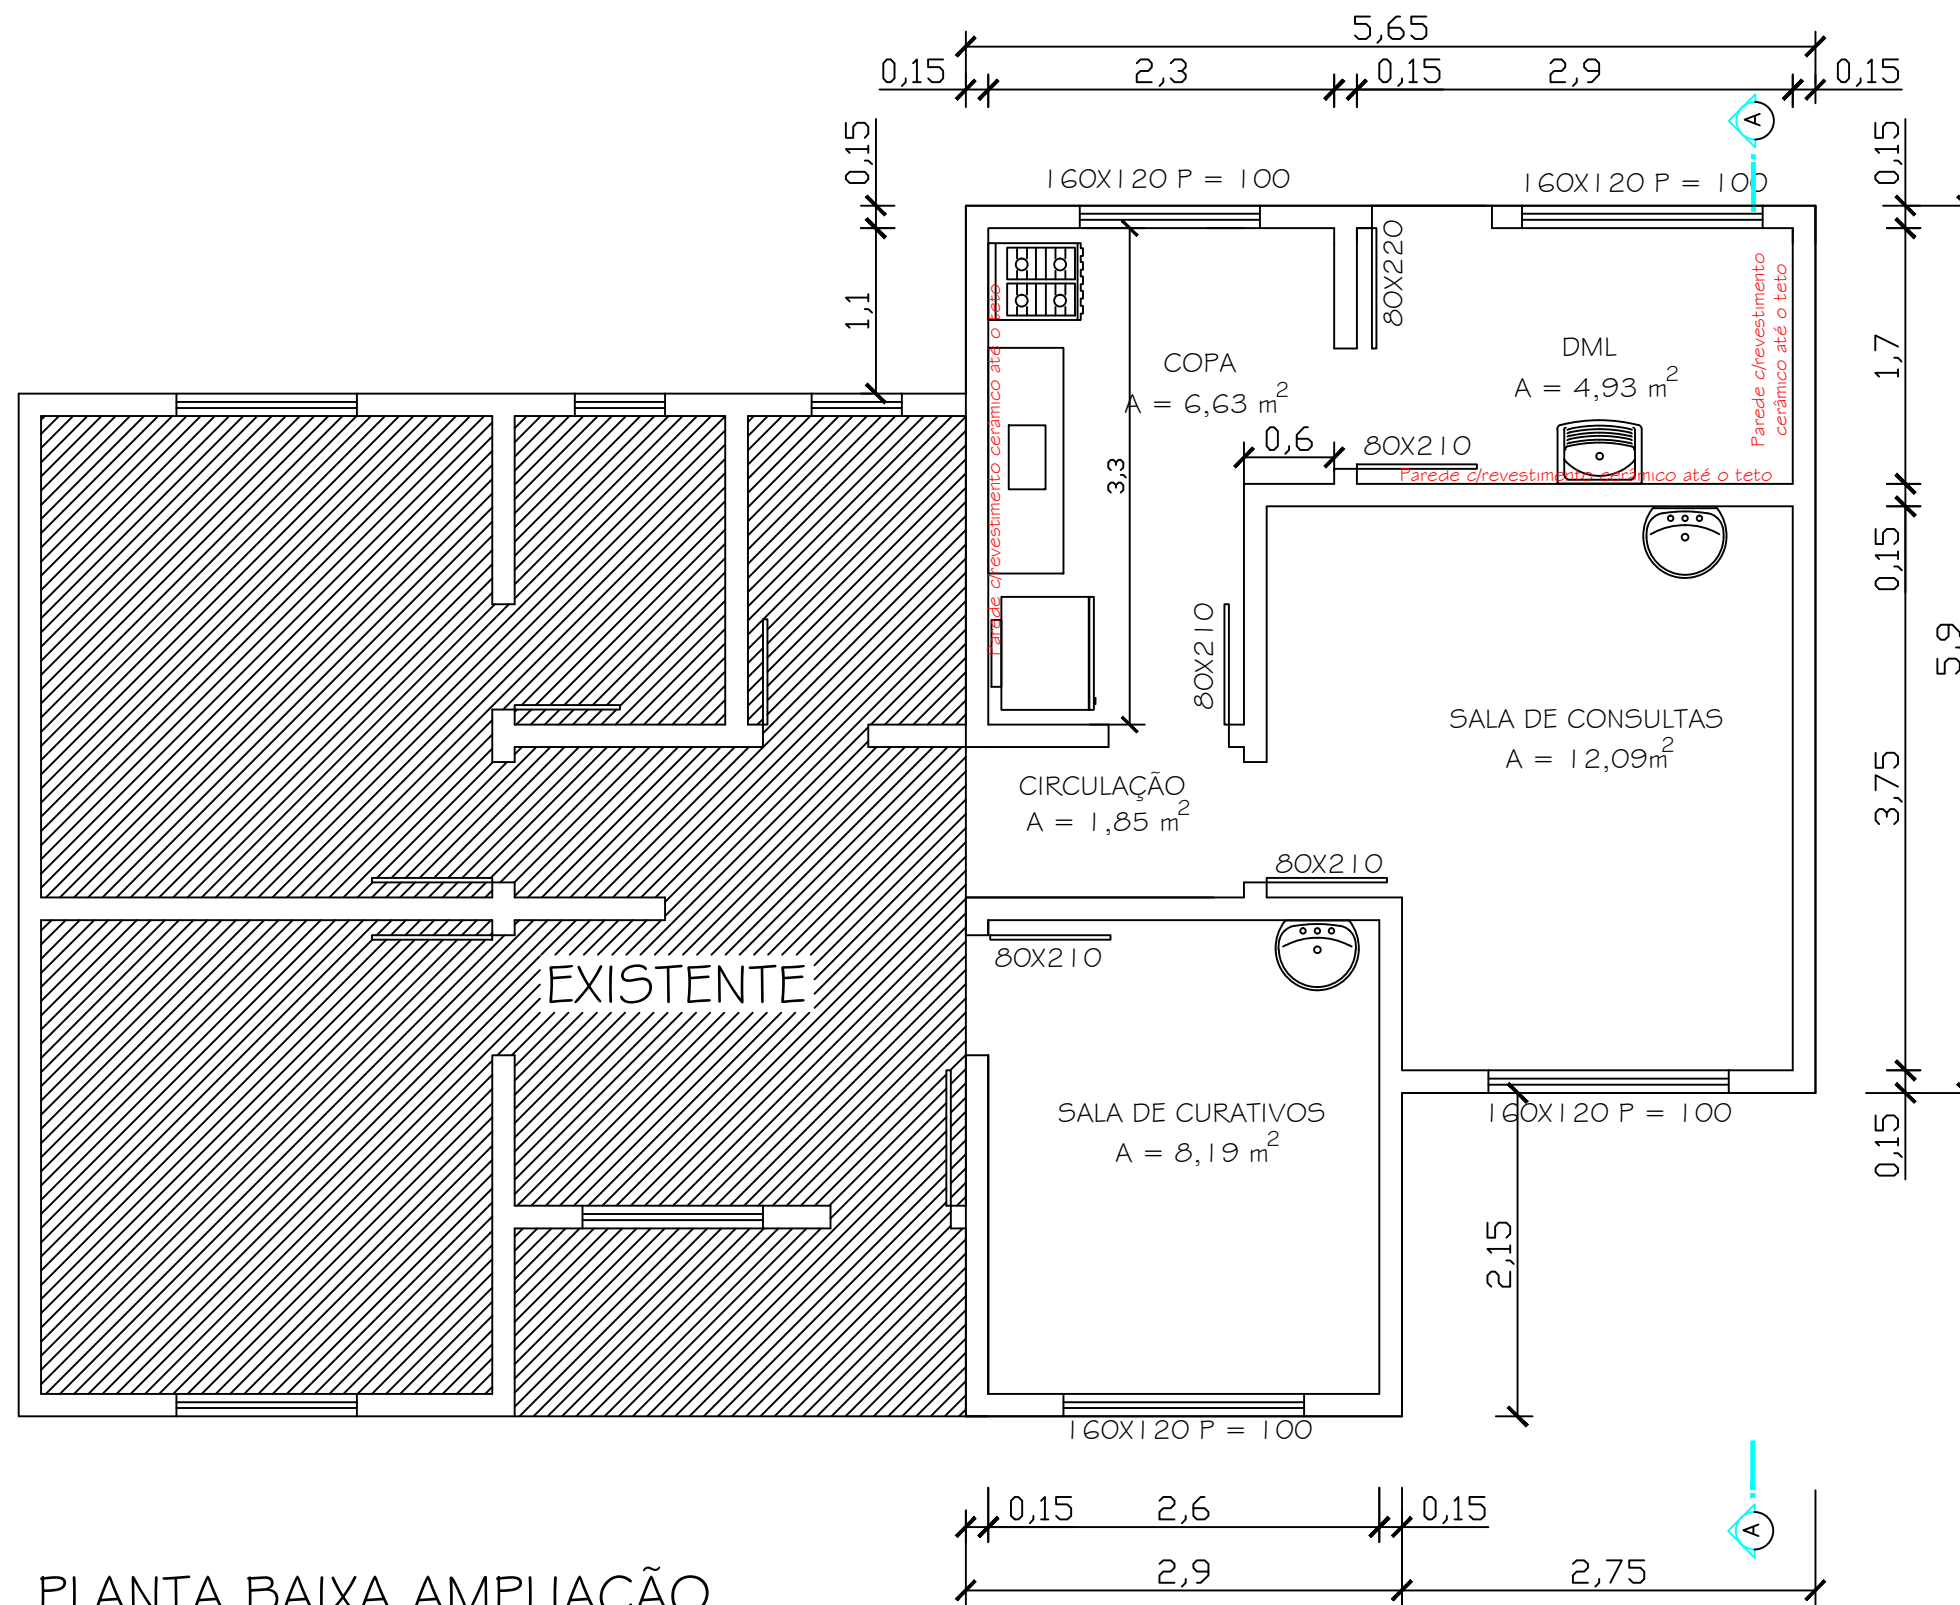 5,65
0,15
2,3
0,15
2,9
0,15
A
0,15
0,15
160X120 P = 100
160X120 P = 100
80X220
1,1
1,7
Parede c/revestimento
cerâmico até o teto
Parede c/revestimento cerâmico até o teto
COPA
A = 6,63 m2
DML
A = 4,93 m2
0,6
80X210
Parede c/revestimento cerâmico até o teto
3,3
0,15
80X210
5,9
SALA DE CONSULTAS
A = 12,09m2
3,75
CIRCULAÇÃO
A = 1,85 m2
80X210
80X210
EXISTENTE
SALA DE CURATIVOS
A = 8,19 m2
160X120 P = 100
0,15
2,15
160X120 P = 100
0,15
2,6
0,15
A
2,9
2,75
PLANTA BAIXA AMPLIAÇÃO